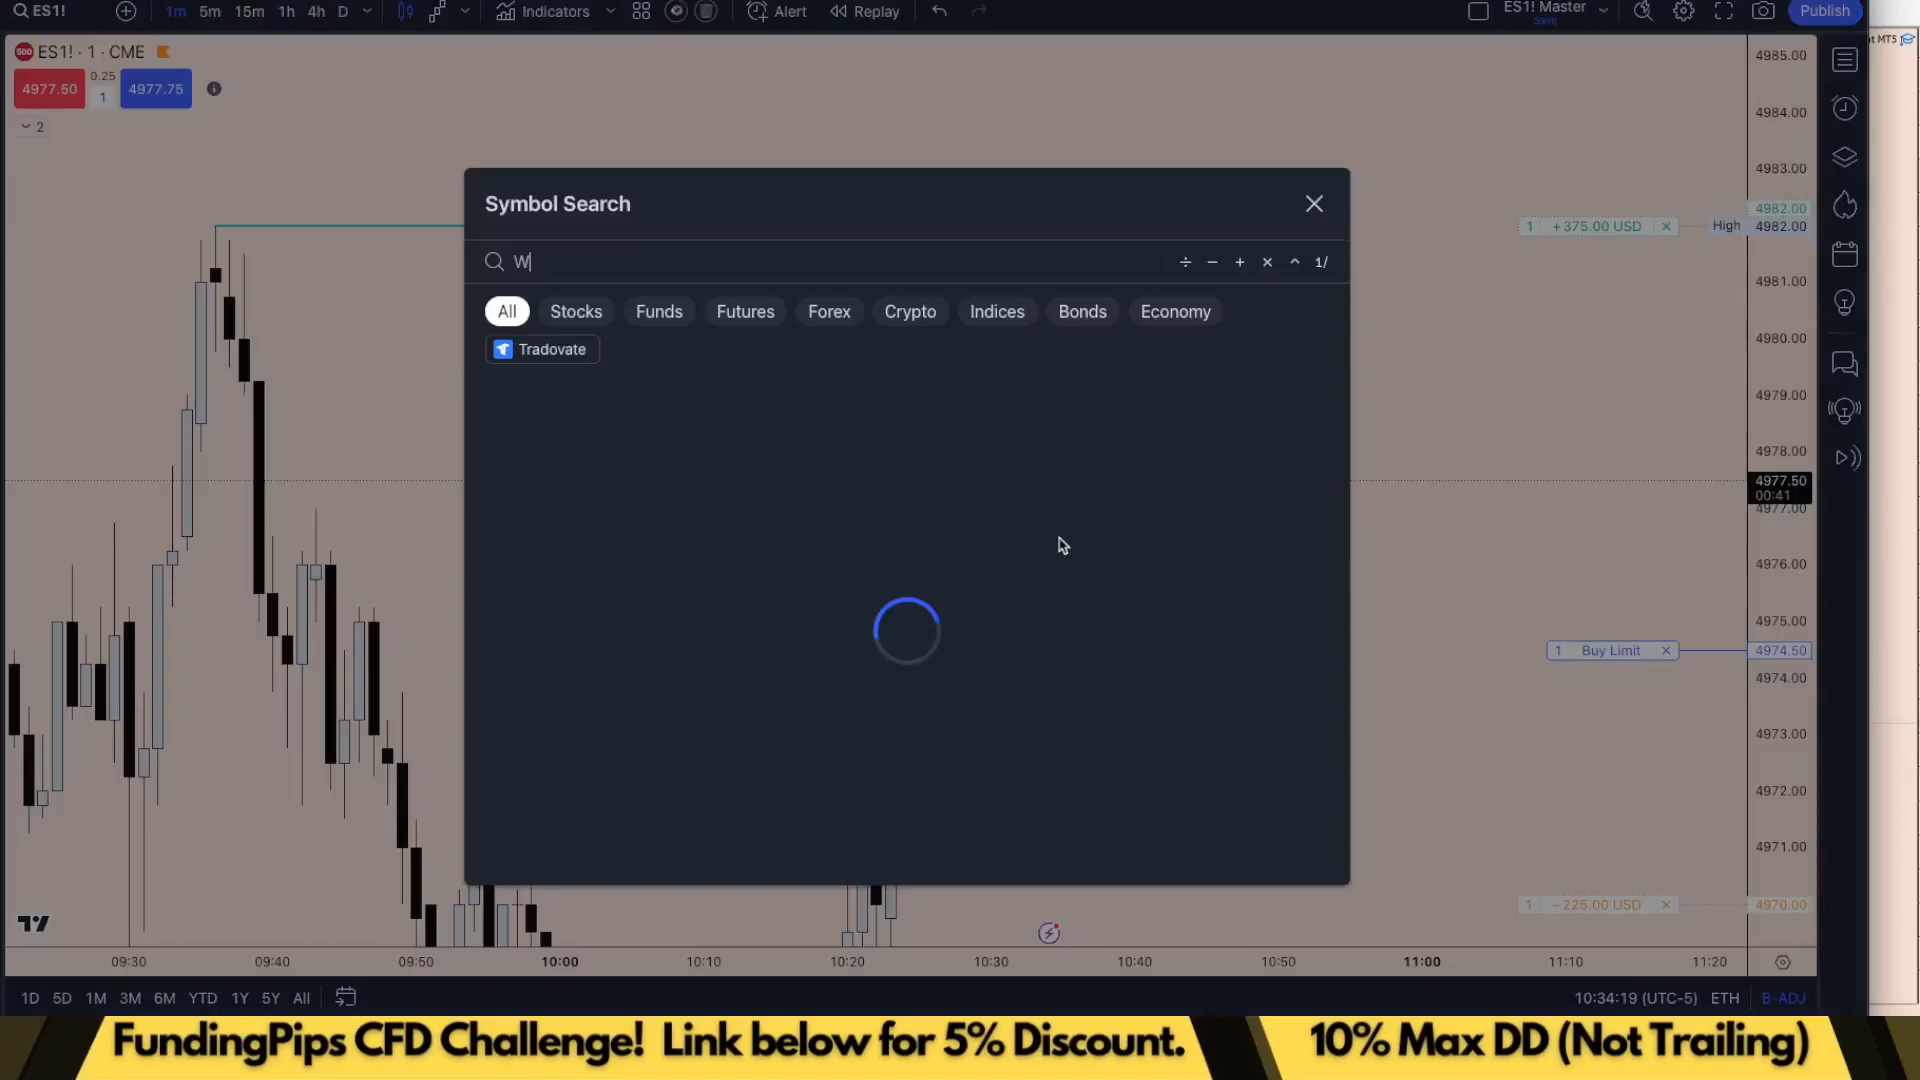 ES1!
1m 5m 15m 1h 4h D
Indicators
Alert
Replay
ES1! Master
Save
Publish
500 ES1! · 1 · CME
4977.50
0.25
1
4977.75
2
Symbol Search
W
÷ − + × ^ 1/
All
Stocks
Funds
Futures
Forex
Crypto
Indices
Bonds
Economy
Tradovate
t MT5
4985.00
4984.00
4983.00
4982.00
1 +375.00 USD ×
High 4982.00
4981.00
4980.00
4979.00
4978.00
4977.50
00:41
4977.00
4976.00
4975.00
1 Buy Limit × 4974.50
4974.00
4973.00
4972.00
4971.00
1 −225.00 USD × 4970.00
09:30 09:40 09:50 10:00 10:10 10:20 10:30 10:40 10:50 11:00 11:10 11:20
1D 5D 1M 3M 6M YTD 1Y 5Y All
10:34:19 (UTC-5) ETH B-ADJ
FundingPips CFD Challenge! Link below for 5% Discount.
10% Max DD (Not Trailing)